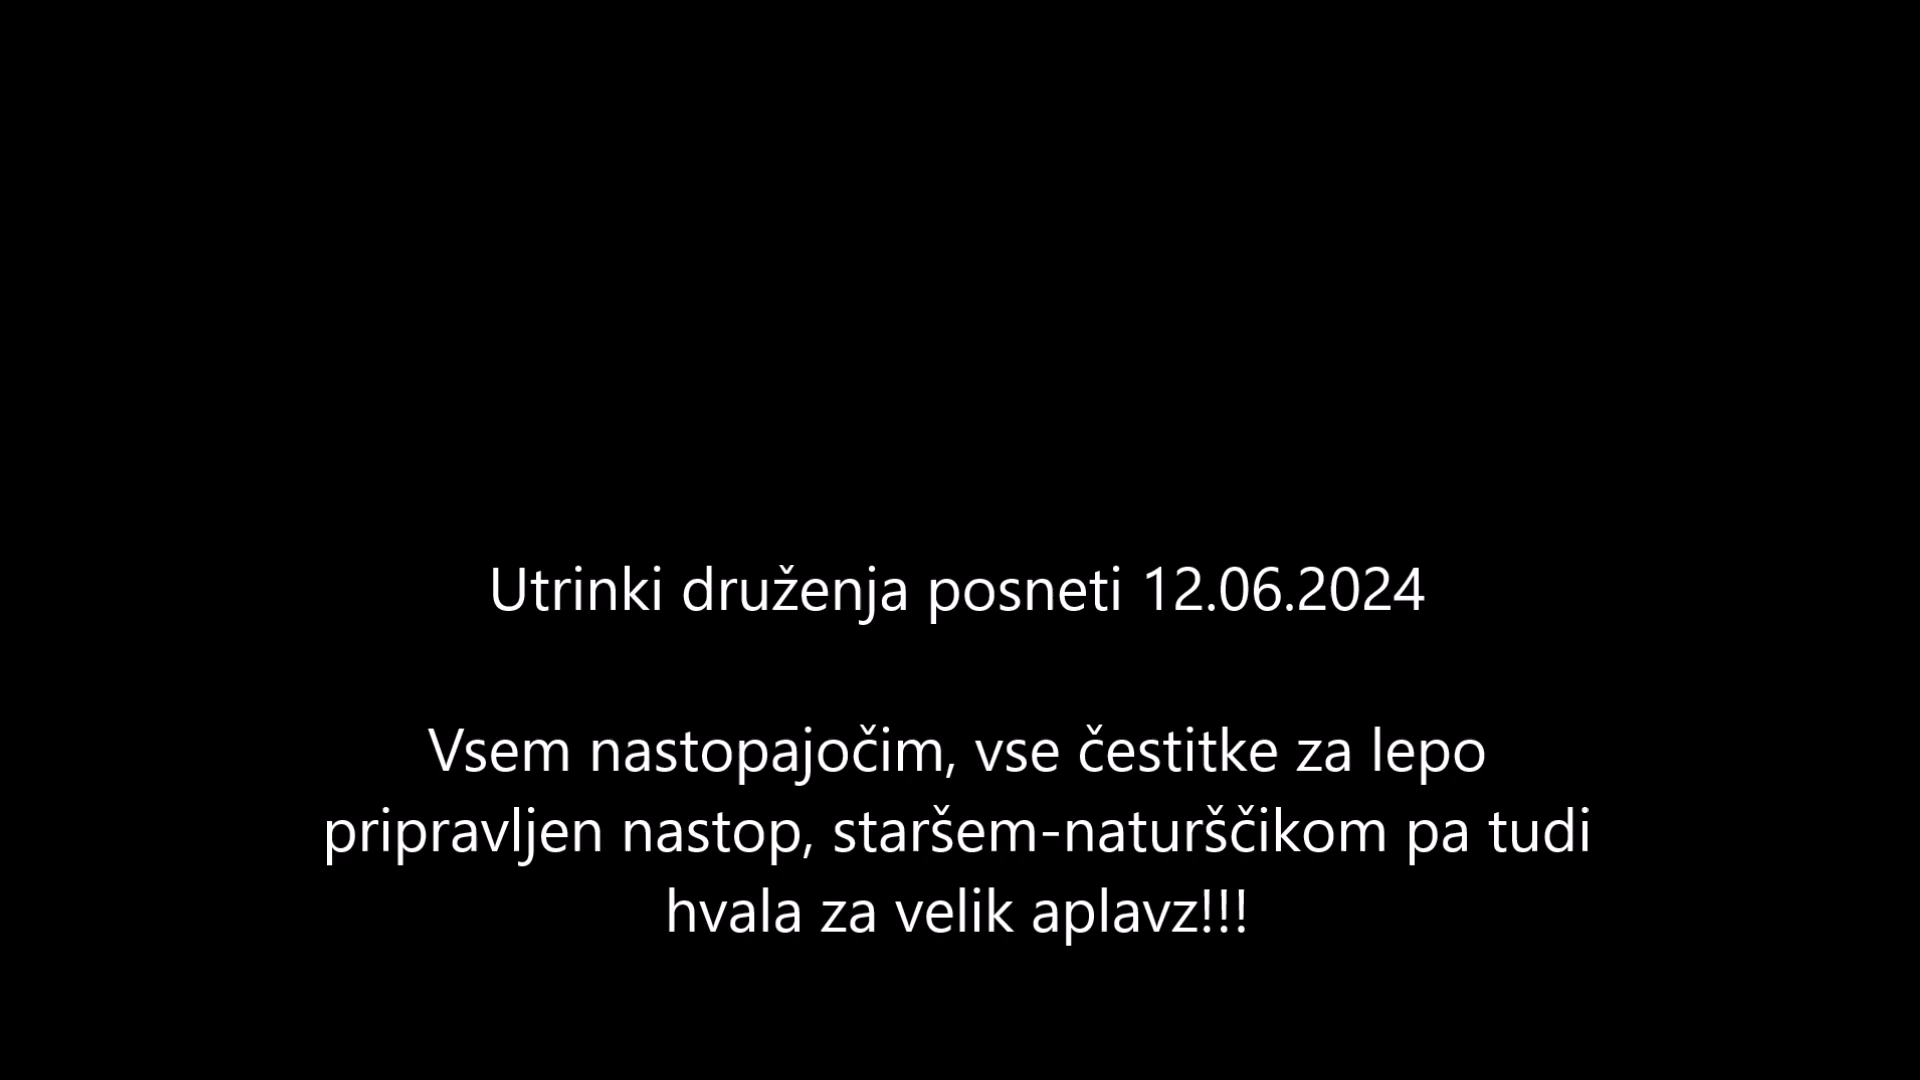 Utrinki druženja posneti 12.06.2024
Vsem nastopajočim, vse čestitke za lepo
pripravljen nastop, staršem-naturščikom pa tudi
hvala za velik aplavz!!!